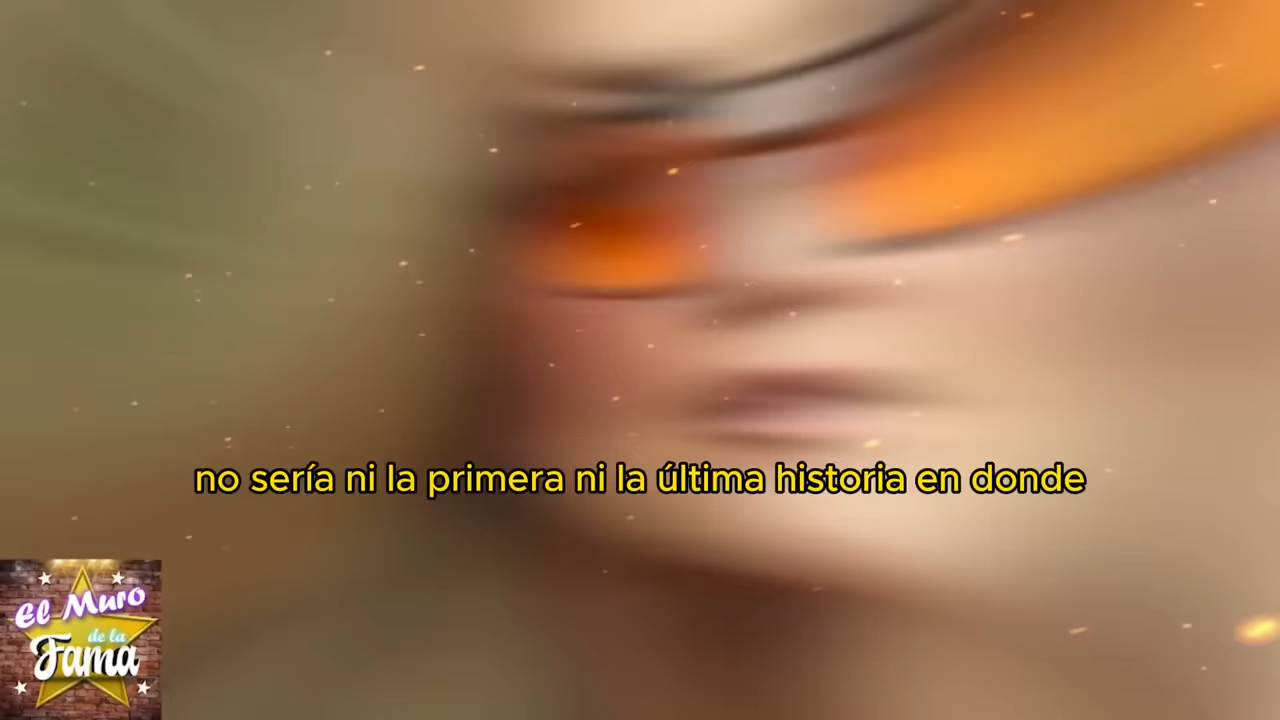 no sería ni la primera ni la última historia en donde
El Muro
de la
Fama